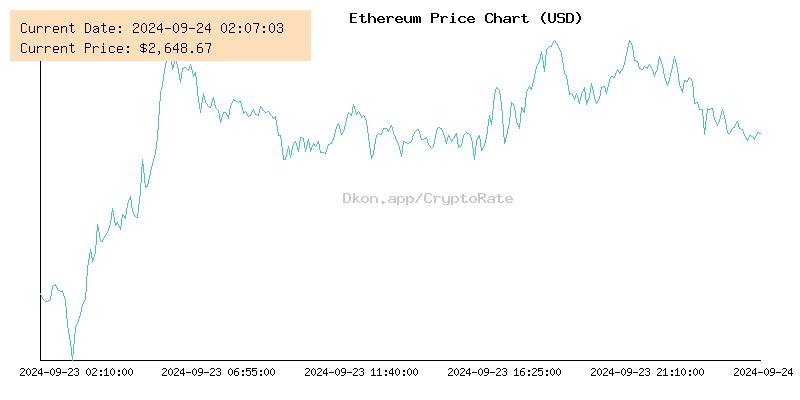 Ethereum Price Chart (USD)
Current Date: 2024-09-24 02:07:03
Current Price: $2,648.67
Dkon.app/CryptoRate
2024-09-23 02:10:00 2024-09-23 06:55:00 2024-09-23 11:40:00 2024-09-23 16:25:00 2024-09-23 21:10:00 2024-09-24